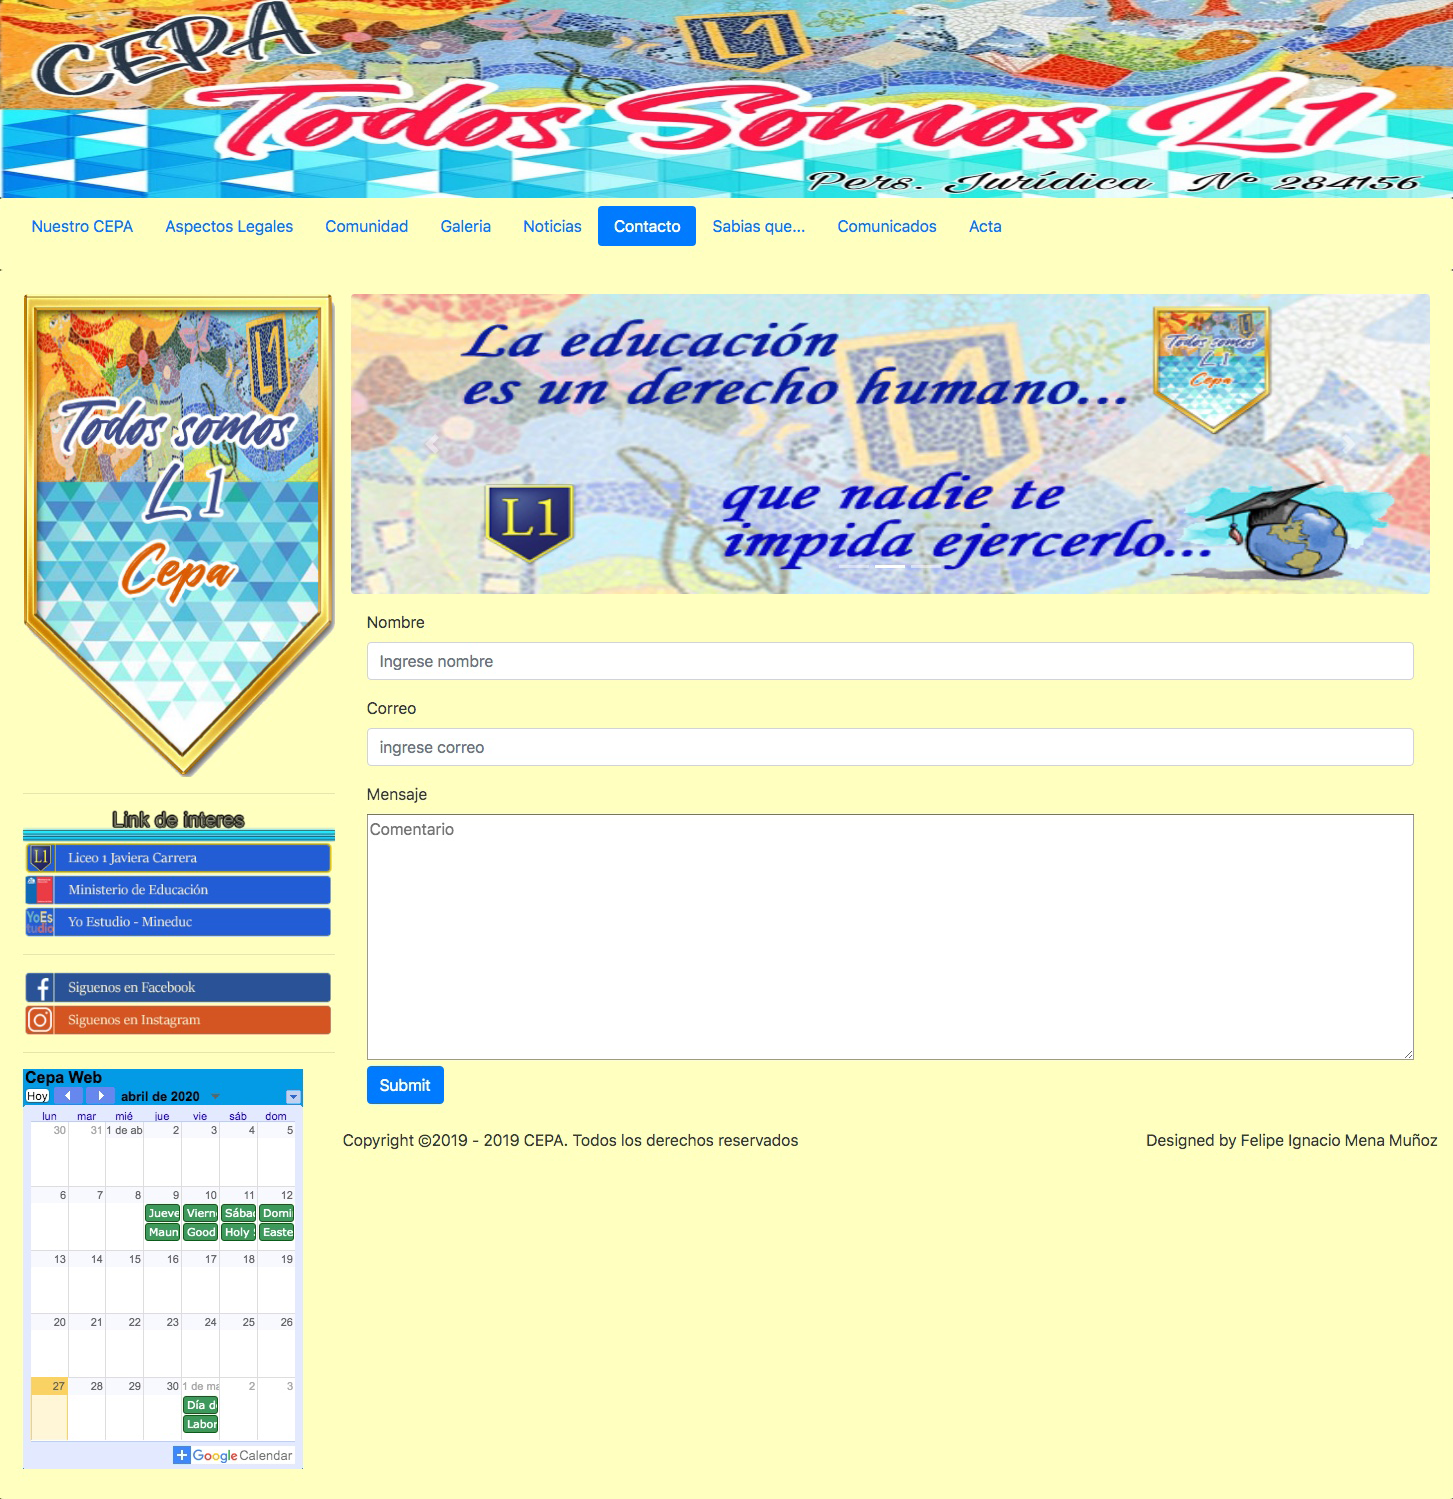 CEPA
L1
Todos Somos L1
Pers. Jurídica Nº 284156
Nuestro CEPA Aspectos Legales Comunidad Galeria Noticias Contacto Sabias que... Comunicados Acta
L1
Todos somos
L1
Cepa
La educación
es un derecho humano...
Todos somos
L1
Cepa
L1
L1
que nadie te
impida ejercerlo...
Nombre
Ingrese nombre
Correo
ingrese correo
Mensaje
Comentario
Submit
Link de interes
L1 Liceo 1 Javiera Carrera
Ministerio de Educación
YoEs
tudio
Yo Estudio - Mineduc
Siguenos en Facebook
Siguenos en Instagram
Cepa Web
Hoy abril de 2020
lun mar mié jue vie sáb dom
30 31 1 de ab 2 3 4 5
6 7 8 9 10 11 12
Jueve Viern Sába Domi
Maun Good Holy Easte
13 14 15 16 17 18 19
20 21 22 23 24 25 26
27 28 29 30 1 de ma 2 3
Día d
Labor
Google Calendar
Copyright ©2019 - 2019 CEPA. Todos los derechos reservados
Designed by Felipe Ignacio Mena Muñoz